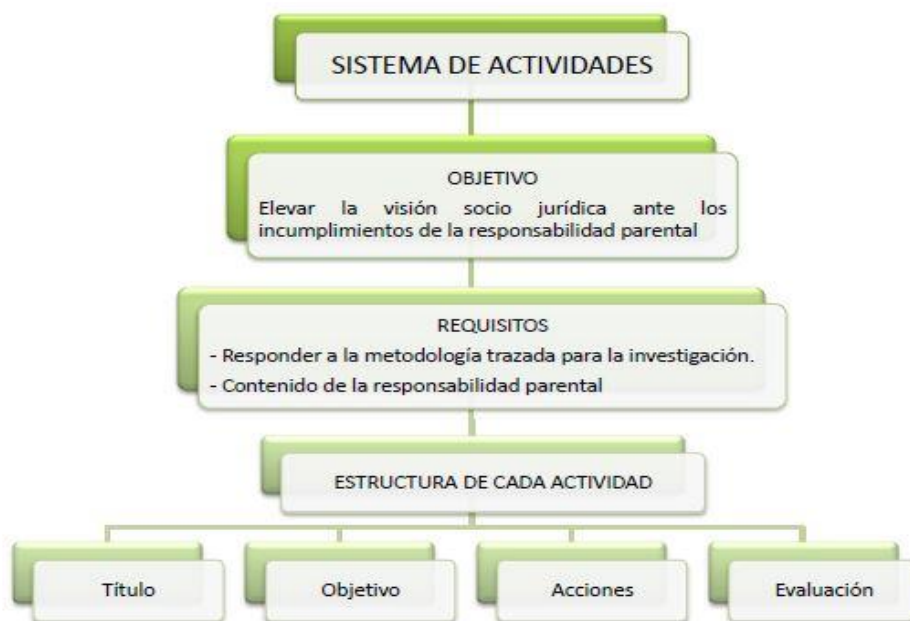 SISTEMA DE ACTIVIDADES
OBJETIVO
Elevar la visión socio jurídica ante los
incumplimientos de la responsabilidad parental
REQUISITOS
- Responder a la metodología trazada para la investigación.
- Contenido de la responsabilidad parental
ESTRUCTURA DE CADA ACTIVIDAD
Título
Objetivo
Acciones
Evaluación